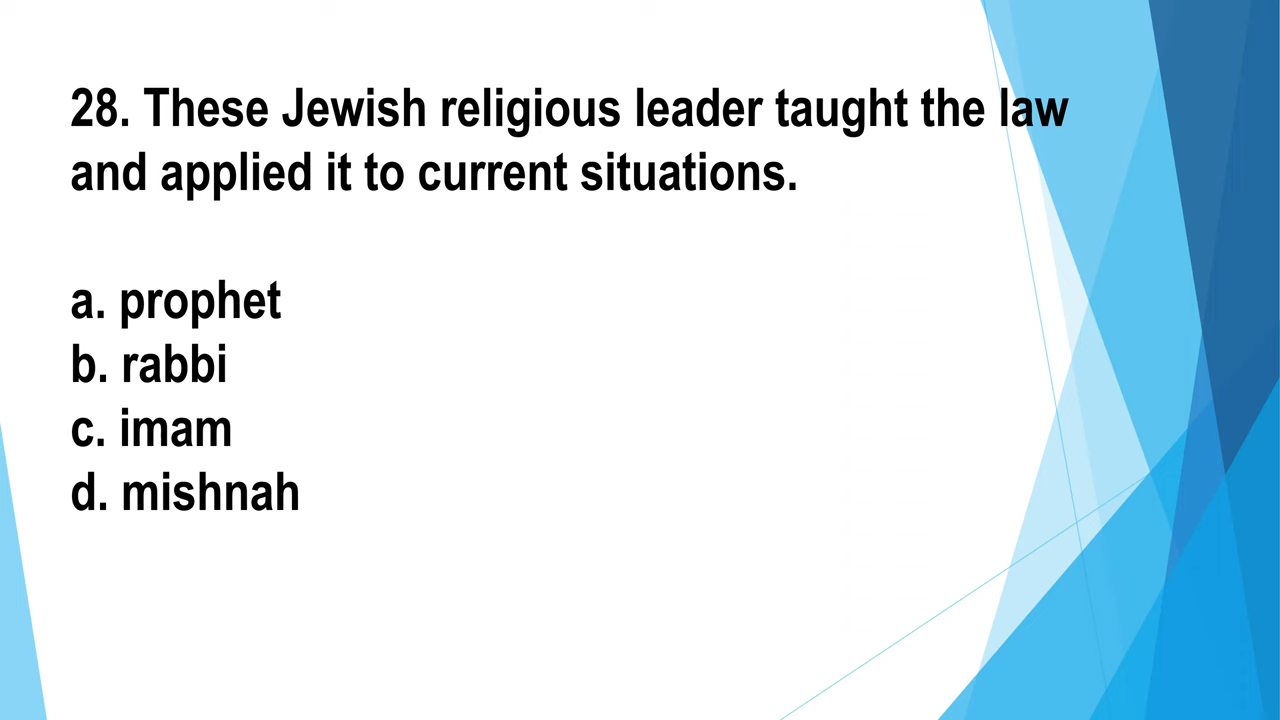 28. These Jewish religious leader taught the law
and applied it to current situations.
a. prophet
b. rabbi
c. imam
d. mishnah